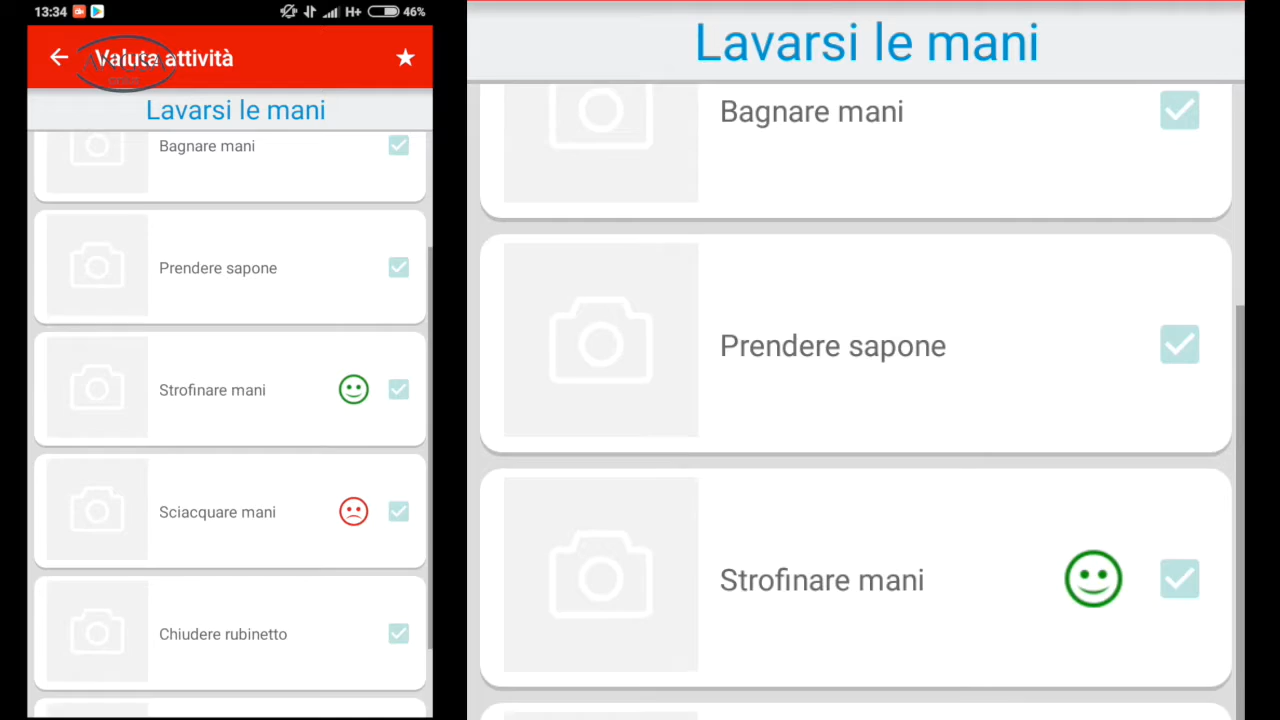 13:34
H+ 46%
Valuta attività
ANGSA
Lavarsi le mani
Bagnare mani
Prendere sapone
Strofinare mani
Sciacquare mani
Chiudere rubinetto
Lavarsi le mani
Bagnare mani
Prendere sapone
Strofinare mani